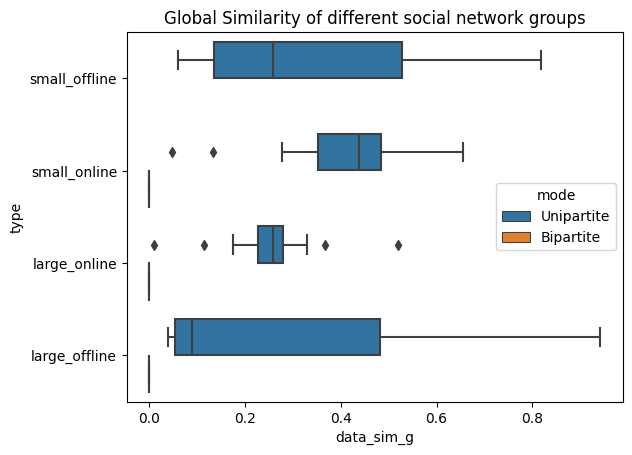 Global Similarity of different social network groups
small_offline
small_online
large_online
large_offline
type
mode
Unipartite
Bipartite
0.0 0.2 0.4 0.6 0.8
data_sim_g